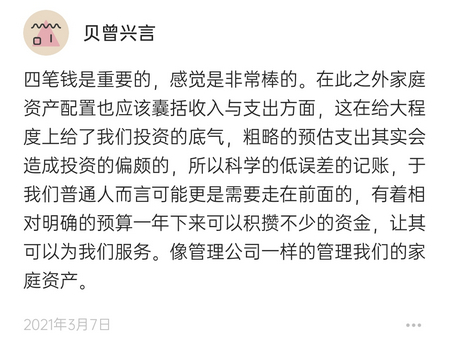 贝曾兴言
四笔钱是重要的，感觉是非常棒的。在此之外家庭
资产配置也应该囊括收入与支出方面，这在给大程
度上给了我们投资的底气，粗略的预估支出其实会
造成投资的偏颇的，所以科学的低误差的记账，于
我们普通人而言可能更是需要走在前面的，有着相
对明确的预算一年下来可以积攒不少的资金，让其
可以为我们服务。像管理公司一样的管理我们的家
庭资产。
2021年3月7日